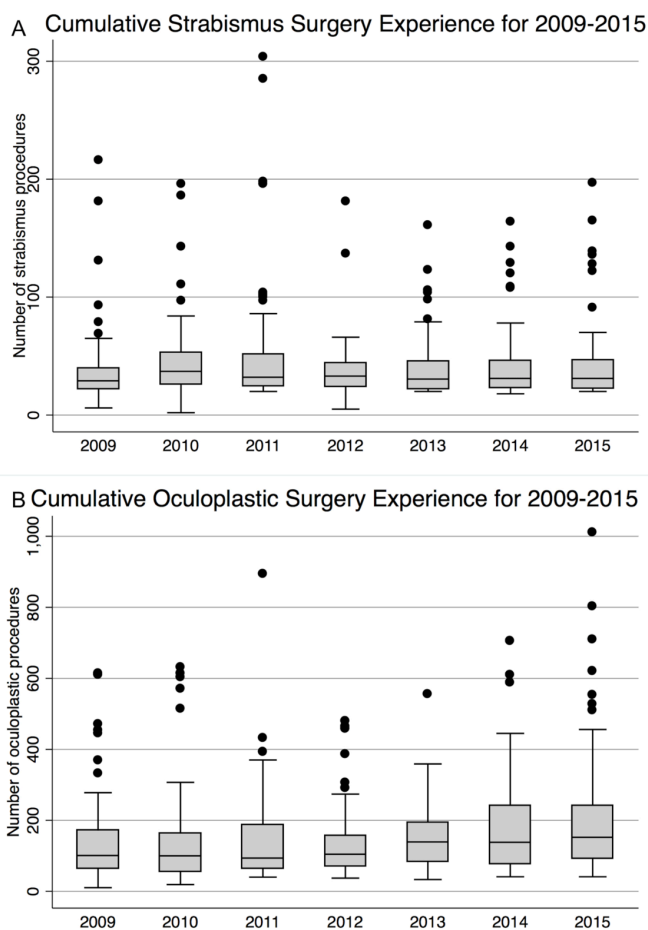 A Cumulative Strabismus Surgery Experience for 2009-2015
Number of strabismus procedures
300
200
100
0
2009 2010 2011 2012 2013 2014 2015
B Cumulative Oculoplastic Surgery Experience for 2009-2015
Number of oculoplastic procedures
1,000
800
600
400
200
0
2009 2010 2011 2012 2013 2014 2015